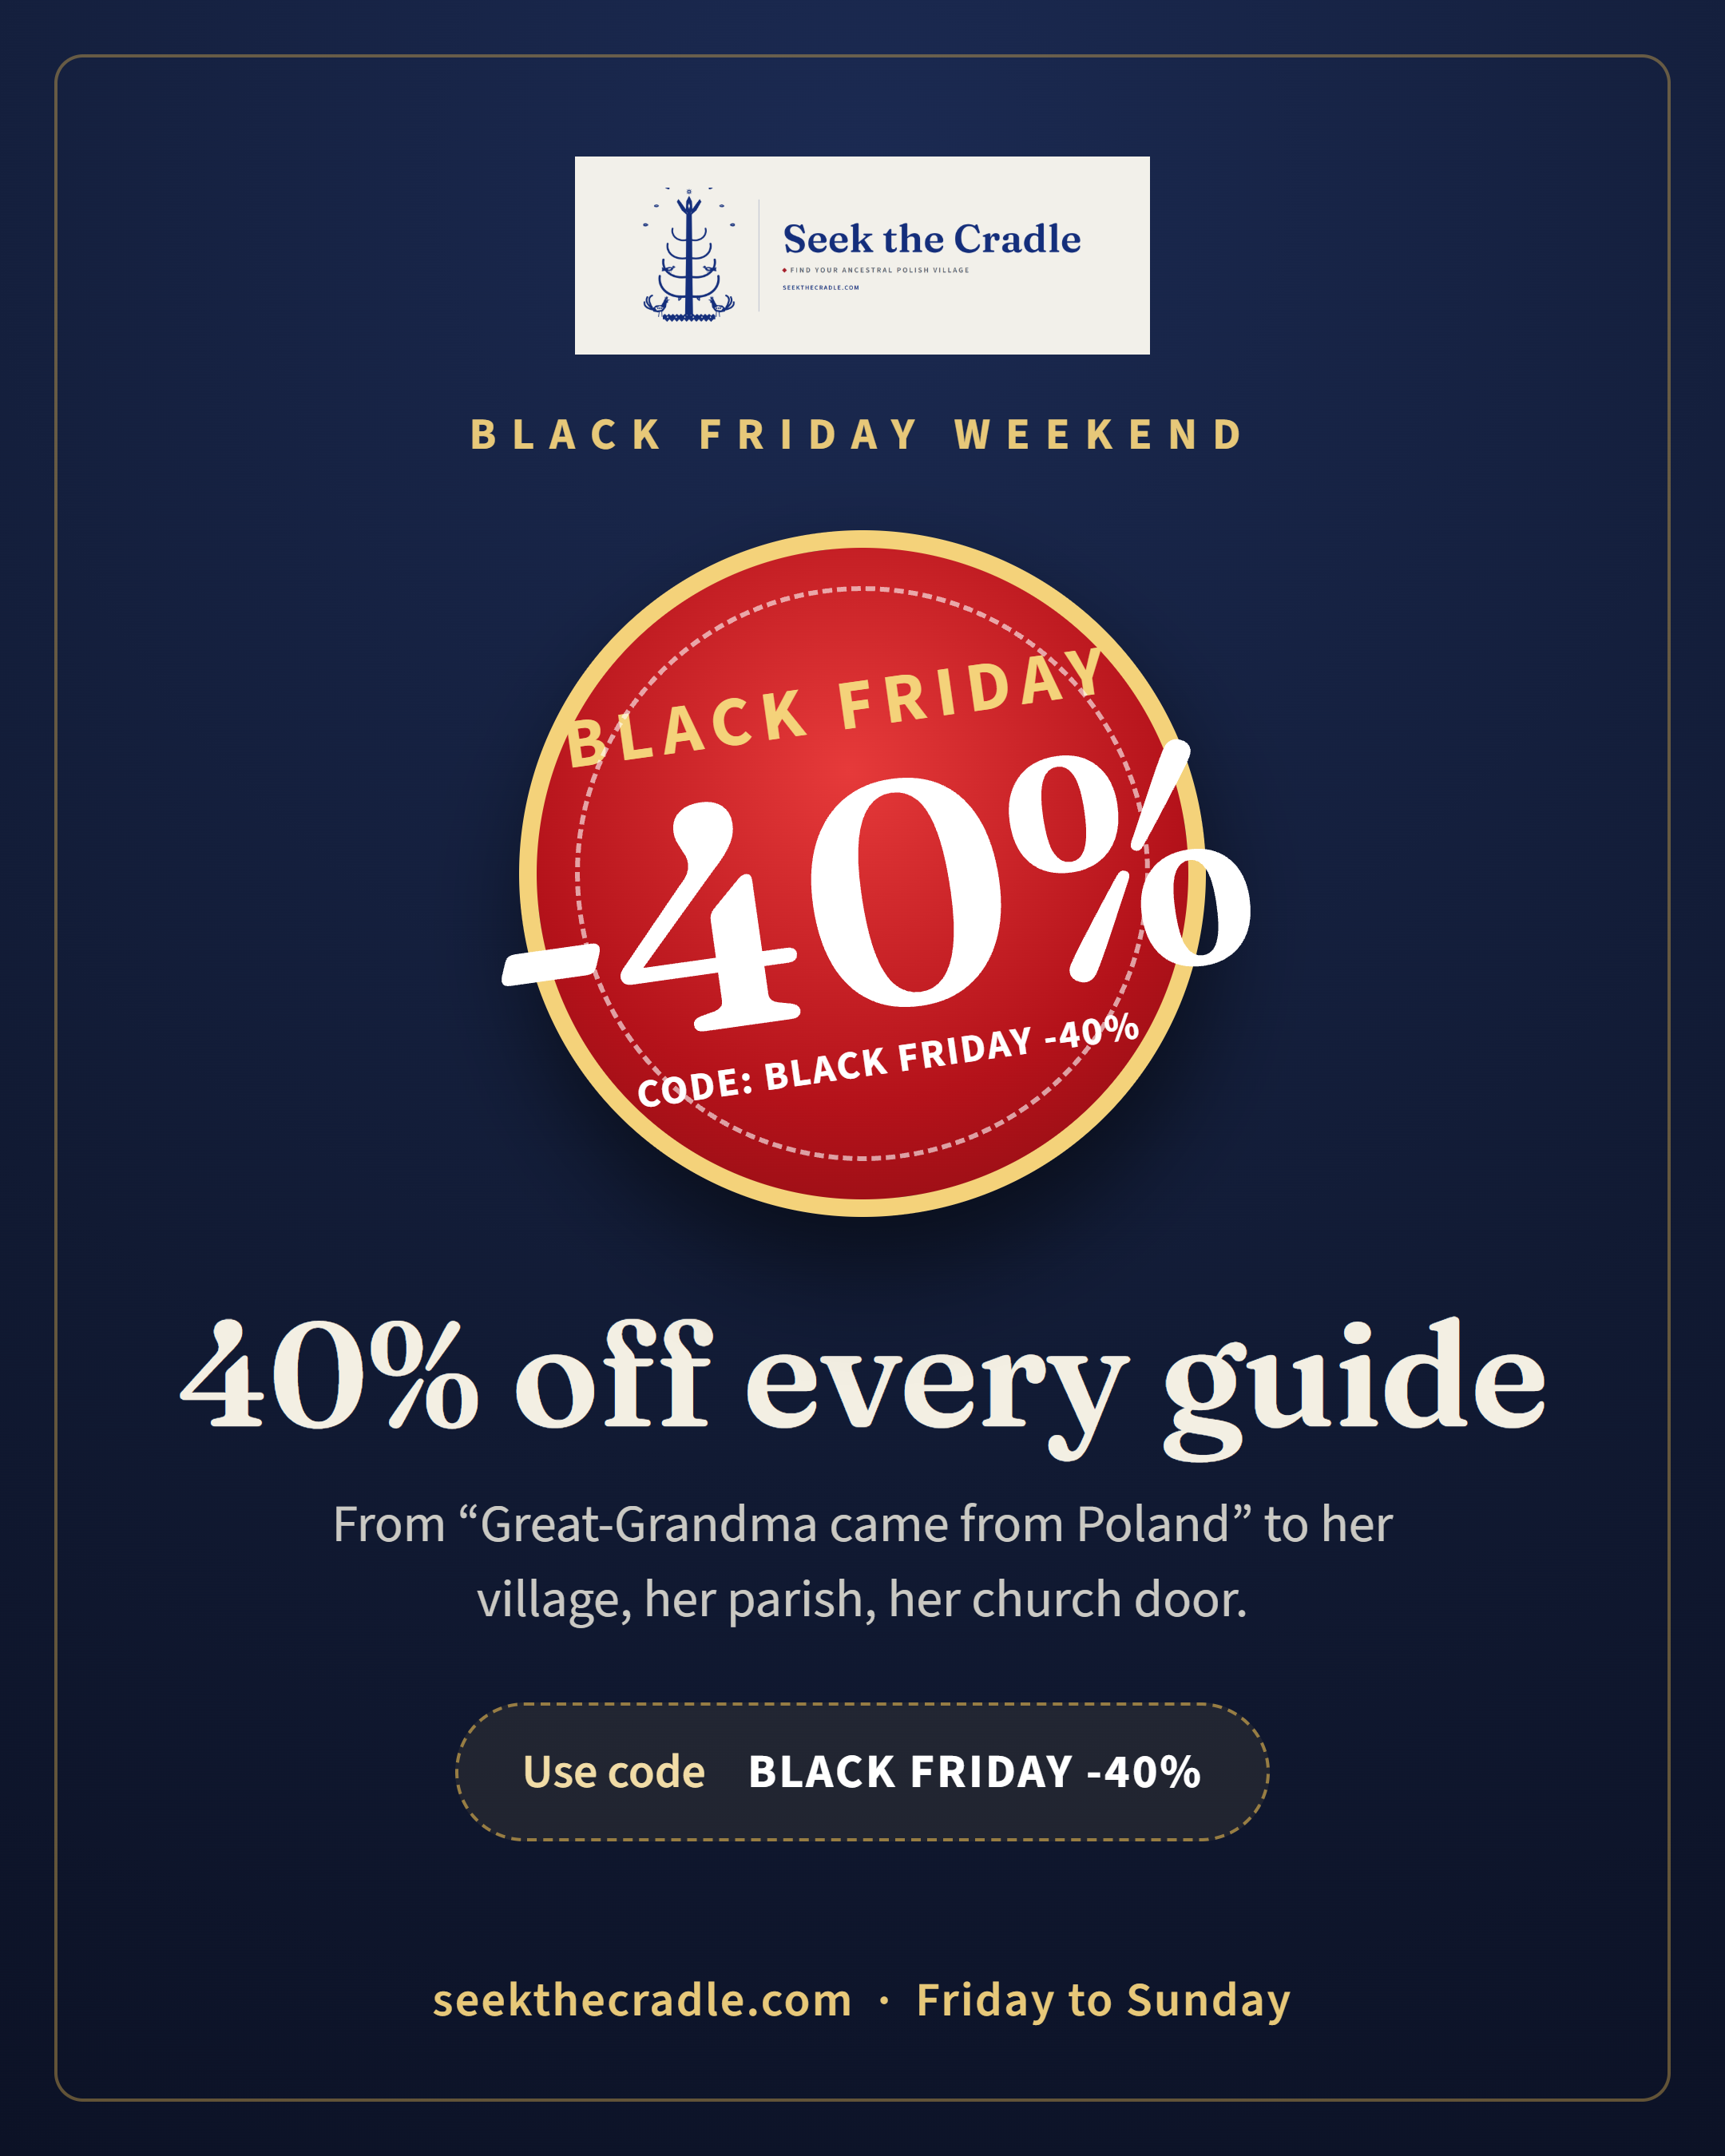 Seek the Cradle
FIND YOUR ANCESTRAL POLISH VILLAGE
SEEKTHECRADLE.COM
BLACK FRIDAY WEEKEND
BLACK FRIDAY
-40%
CODE: BLACK FRIDAY -40%
40% off every guide
From “Great-Grandma came from Poland” to her
village, her parish, her church door.
Use code BLACK FRIDAY -40%
seekthecradle.com · Friday to Sunday